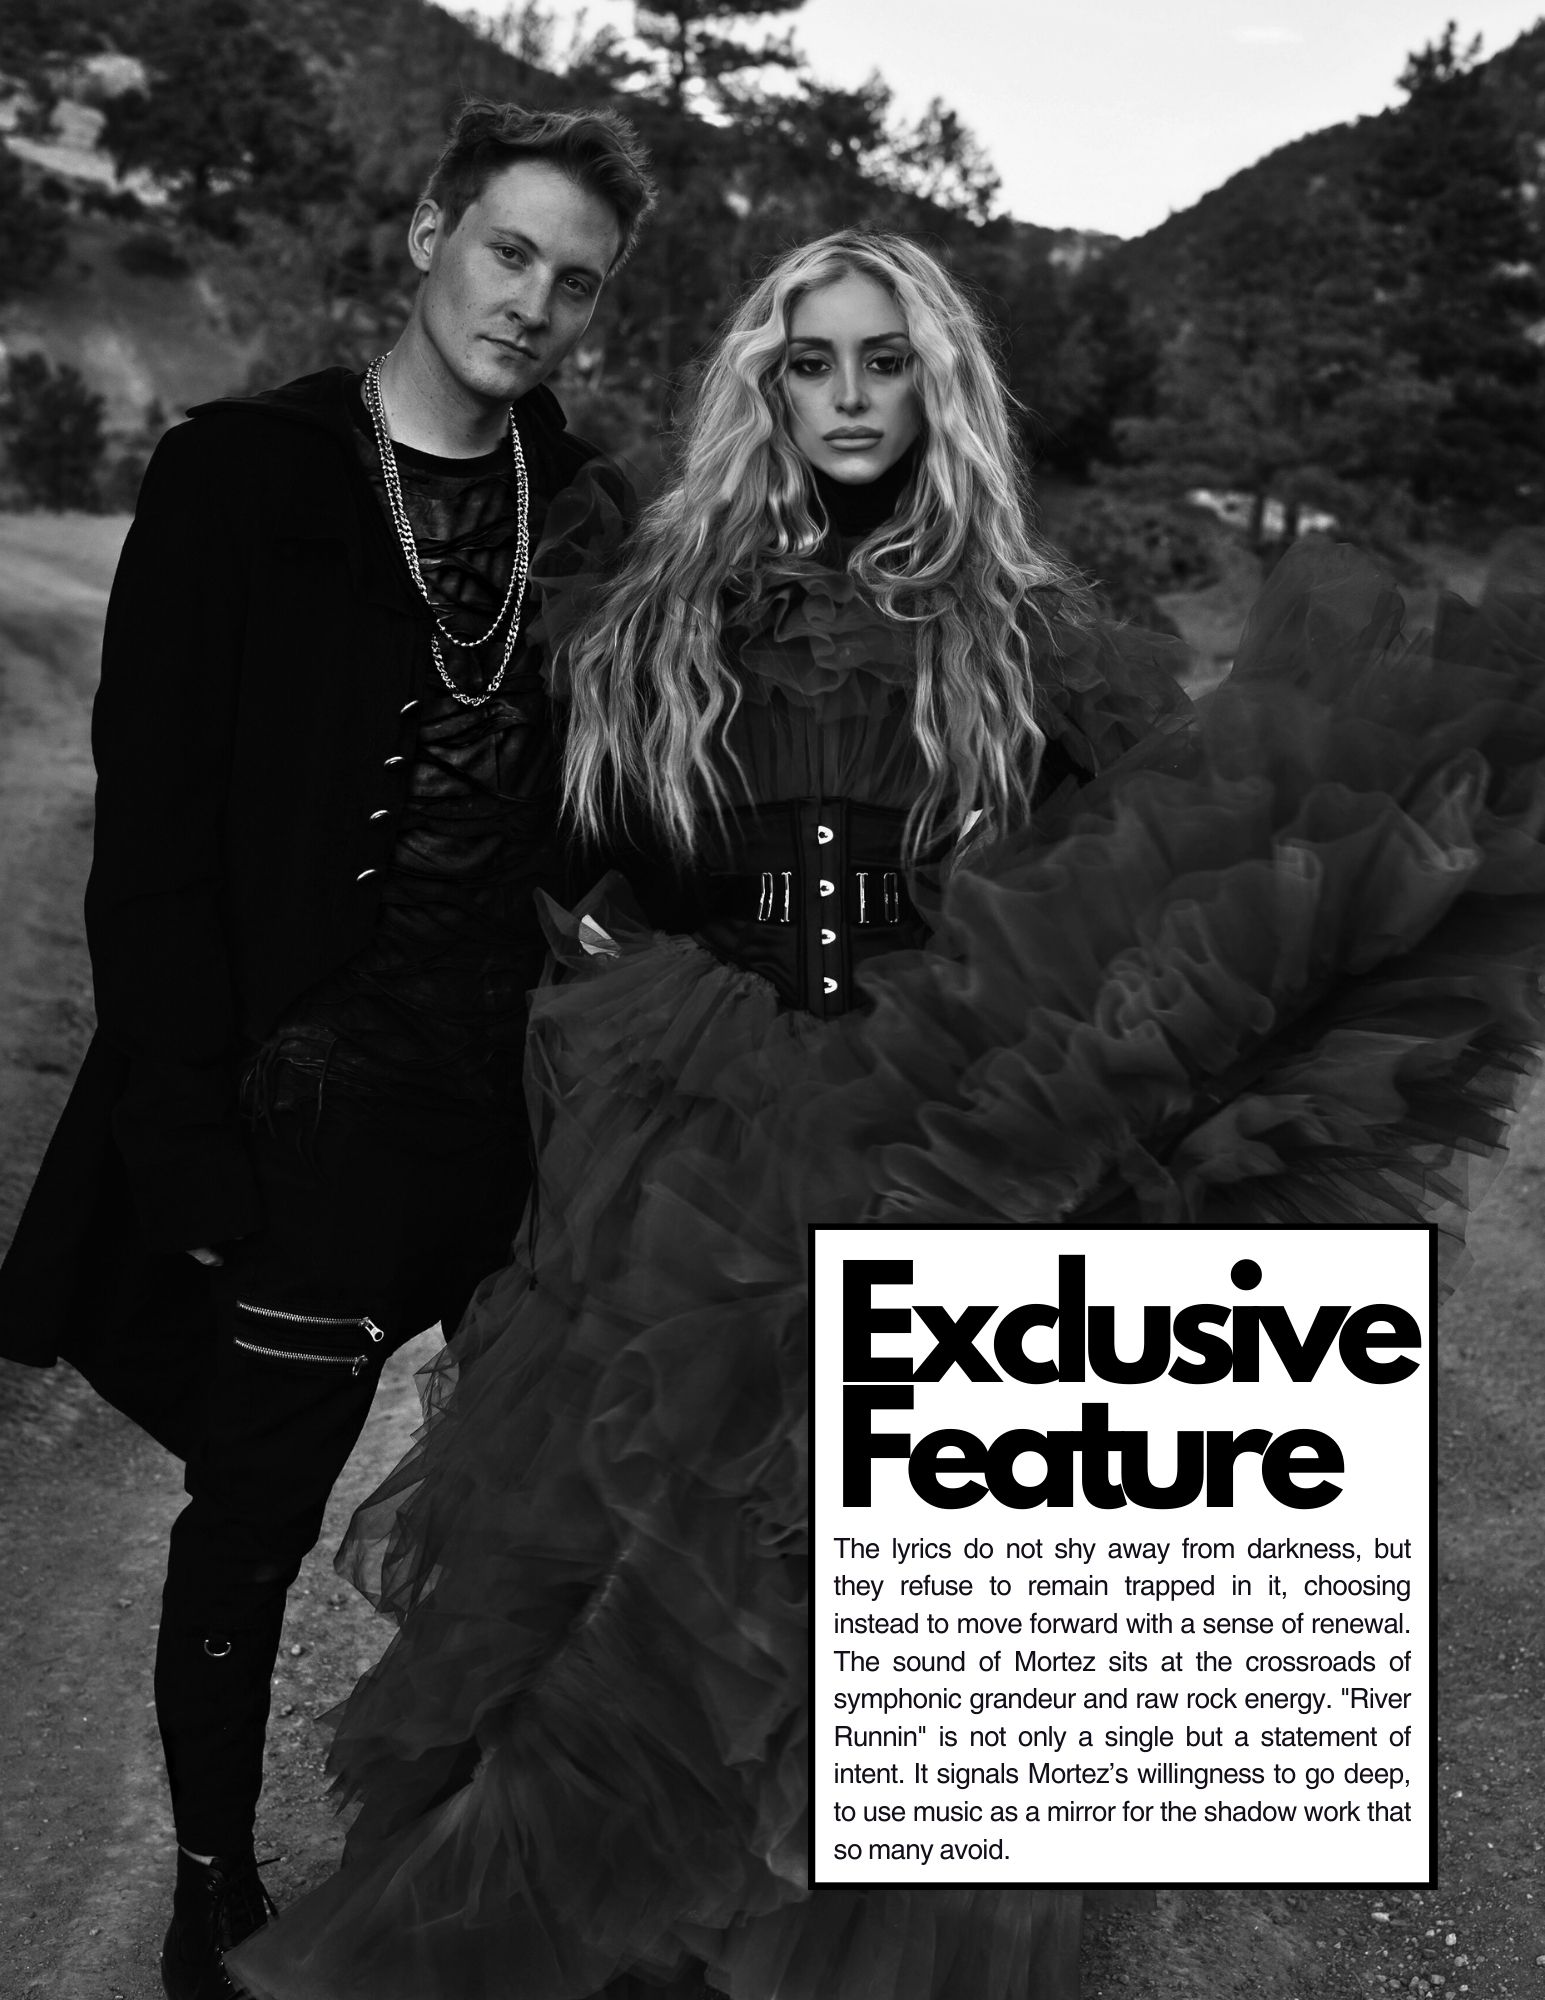 Exclusive
Feature
The lyrics do not shy away from darkness, but
they refuse to remain trapped in it, choosing
instead to move forward with a sense of renewal.
The sound of Mortez sits at the crossroads of
symphonic grandeur and raw rock energy. "River
Runnin" is not only a single but a statement of
intent. It signals Mortez’s willingness to go deep,
to use music as a mirror for the shadow work that
so many avoid.